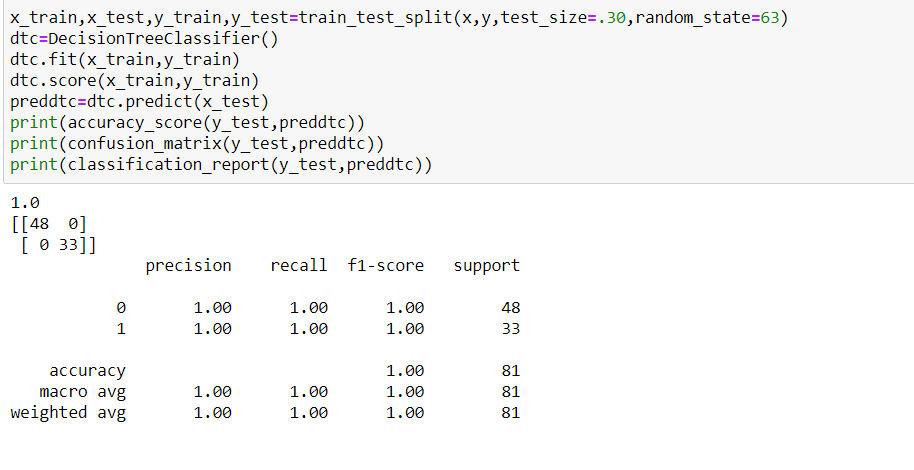 x_train,x_test,y_train,y_test=train_test_split(x,y,test_size=.30,random_state=63)
dtc=DecisionTreeClassifier()
dtc.fit(x_train,y_train)
dtc.score(x_train,y_train)
preddtc=dtc.predict(x_test)
print(accuracy_score(y_test,preddtc))
print(confusion_matrix(y_test,preddtc))
print(classification_report(y_test,preddtc))
1.0
[[48  0]
 [ 0 33]]
              precision    recall  f1-score   support
           0       1.00      1.00      1.00        48
           1       1.00      1.00      1.00        33
    accuracy                           1.00        81
   macro avg       1.00      1.00      1.00        81
weighted avg       1.00      1.00      1.00        81